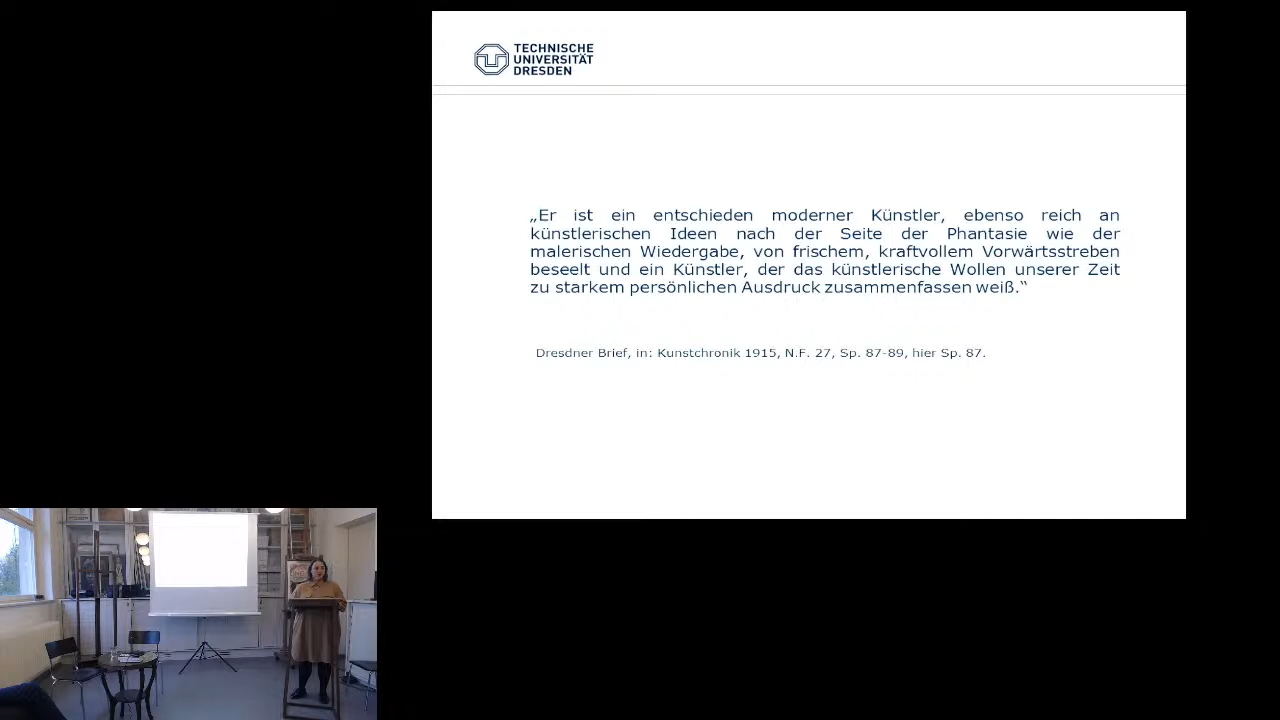 TECHNISCHE
UNIVERSITÄT
DRESDEN
„Er ist ein entschieden moderner Künstler, ebenso reich an
künstlerischen Ideen nach der Seite der Phantasie wie der
malerischen Wiedergabe, von frischem, kraftvollem Vorwärtsstreben
beseelt und ein Künstler, der das künstlerische Wollen unserer Zeit
zu starkem persönlichen Ausdruck zusammenfassen weiß.‟
Dresdner Brief, in: Kunstchronik 1915, N.F. 27, Sp. 87-89, hier Sp. 87.